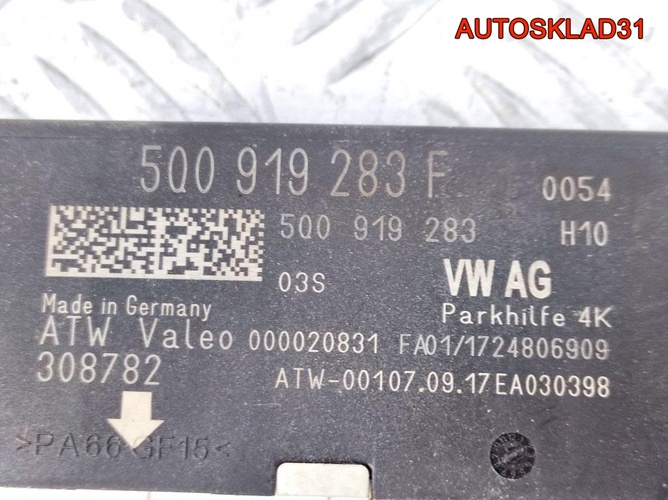 AUTOSKLAD31
5Q0 919 283 F 0054
5Q0 919 283 H10
03S VW AG
Made in Germany Parkhilfe 4K
ATW Valeo 000020831 FA01/1724806909
308782 ATW-00107.09.17EA030398
>PA66 GF15<